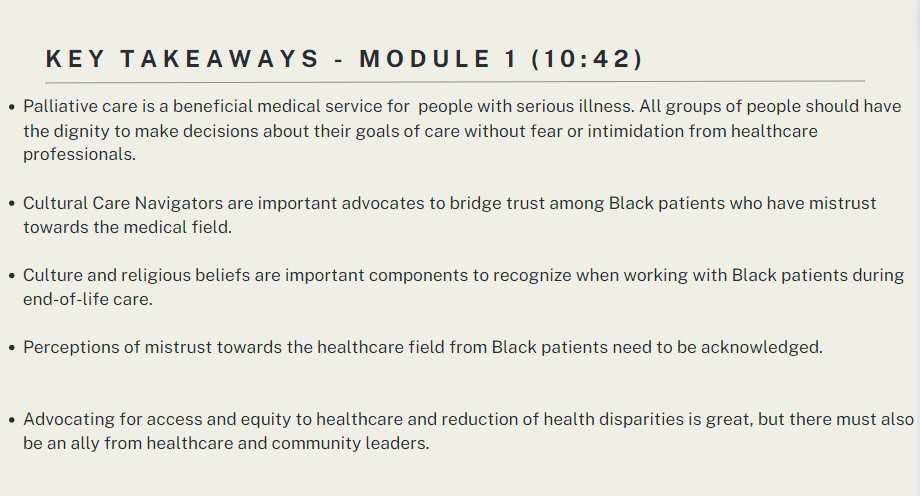 KEY TAKEAWAYS - MODULE 1 (10:42)
• Palliative care is a beneficial medical service for  people with serious illness. All groups of people should have
the dignity to make decisions about their goals of care without fear or intimidation from healthcare
professionals.
• Cultural Care Navigators are important advocates to bridge trust among Black patients who have mistrust
towards the medical field.
• Culture and religious beliefs are important components to recognize when working with Black patients during
end-of-life care.
• Perceptions of mistrust towards the healthcare field from Black patients need to be acknowledged.
• Advocating for access and equity to healthcare and reduction of health disparities is great, but there must also
be an ally from healthcare and community leaders.